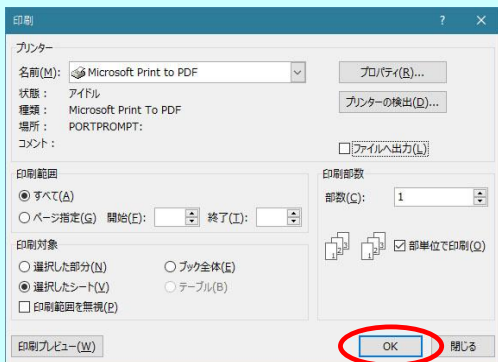 印刷 ? ×
プリンター
名前(M): Microsoft Print to PDF プロパティ(R)...
状態： アイドル プリンターの検出(D)...
種類： Microsoft Print To PDF
場所： PORTPROMPT:
コメント： ファイルへ出力(L)
印刷範囲 印刷部数
すべて(A) 部数(C): 1
ページ指定(G) 開始(F): 終了(T):
1 2 3 1 2 3 部単位で印刷(O)
印刷対象
選択した部分(N) ブック全体(E)
選択したシート(V) テーブル(B)
印刷範囲を無視(P)
印刷プレビュー(W) OK 閉じる